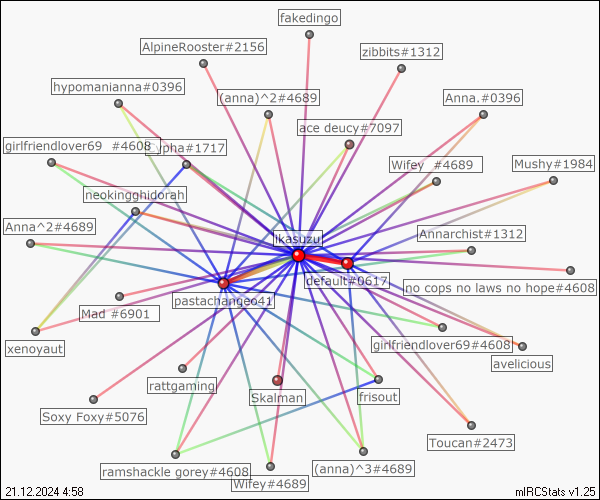 fakedingo
AlpineRooster#2156
zibbits#1312
hypomanianna#0396
(anna)^2#4689
Anna.#0396
ace deucy#7097
girlfriendlover69 #4608
#1717
Wifey #4689
Mushy#1984
neokingghidorah
Anna^2#4689
ikasuzu
Annarchist#1312
default#0617
no cops no laws no hope#4608
pastachangeo41
Mad #6901
xenoyaut
girlfriendlover69#4608
avelicious
rattgaming
Skalman
frisout
Soxy Foxy#5076
Toucan#2473
ramshackle gorey#4608
(anna)^3#4689
Wifey#4689
21.12.2024 4:58
mIRCStats v1.25